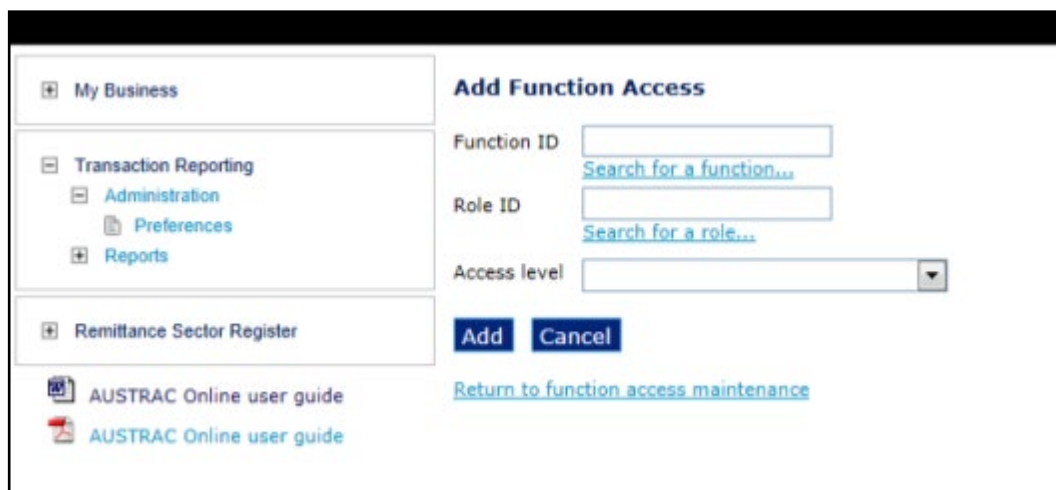 My Business
Transaction Reporting
Administration
Preferences
Reports
Remittance Sector Register
AUSTRAC Online user guide
AUSTRAC Online user guide
Add Function Access
Function ID
Search for a function...
Role ID
Search for a role...
Access level
Add Cancel
Return to function access maintenance